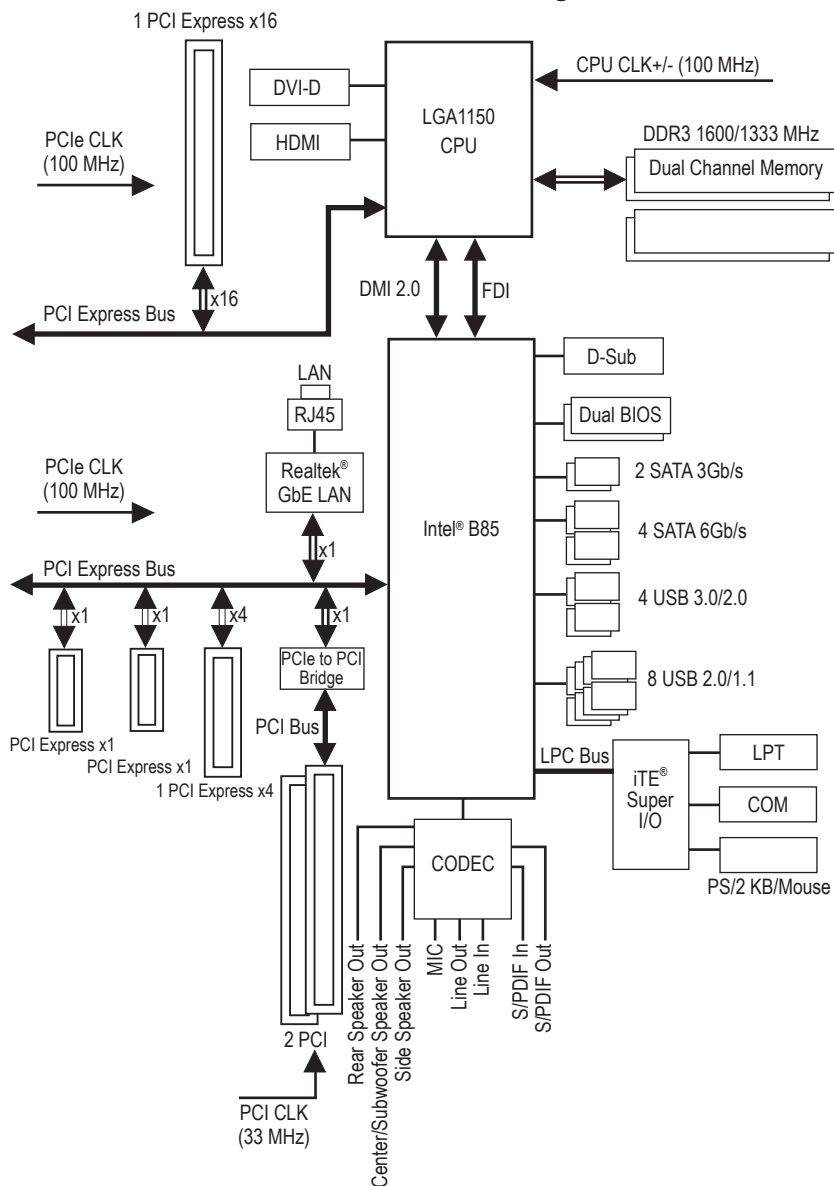 1 PCI Express x16
CPU CLK+/- (100 MHz)
DVI-D
LGA1150
CPU
HDMI
DDR3 1600/1333 MHz
Dual Channel Memory
PCIe CLK
(100 MHz)
x16
DMI 2.0
FDI
PCI Express Bus
D-Sub
LAN
RJ45
Dual BIOS
PCIe CLK
(100 MHz)
Realtek®
GbE LAN
2 SATA 3Gb/s
Intel® B85
4 SATA 6Gb/s
x1
PCI Express Bus
4 USB 3.0/2.0
x1
x1
x4
x1
PCIe to PCI
Bridge
8 USB 2.0/1.1
PCI Bus
PCI Express x1
PCI Express x1
1 PCI Express x4
LPC Bus
iTE®
Super
I/O
LPT
COM
PS/2 KB/Mouse
CODEC
Rear Speaker Out
Center/Subwoofer Speaker Out
Side Speaker Out
MIC
Line Out
Line In
S/PDIF In
S/PDIF Out
2 PCI
PCI CLK
(33 MHz)